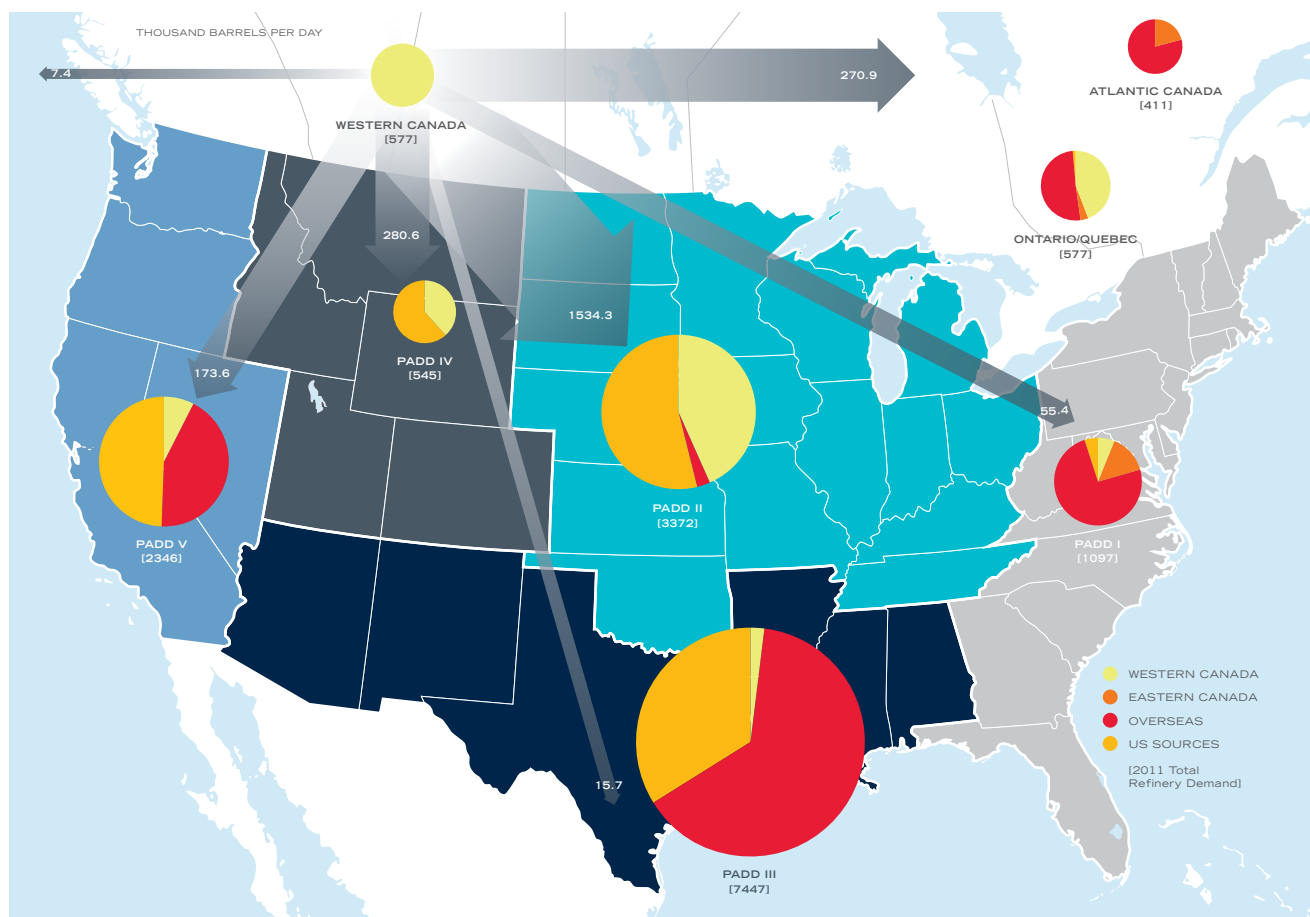 THOUSAND BARRELS PER DAY
7.4
270.9
WESTERN CANADA
[577]
ATLANTIC CANADA
[411]
ONTARIO/QUEBEC
[577]
280.6
1534.3
PADD IV
[545]
173.6
55.4
PADD V
[2346]
PADD II
[3372]
PADD I
[1097]
15.7
PADD III
[7447]
WESTERN CANADA
EASTERN CANADA
OVERSEAS
US SOURCES
[2011 Total
Refinery Demand]